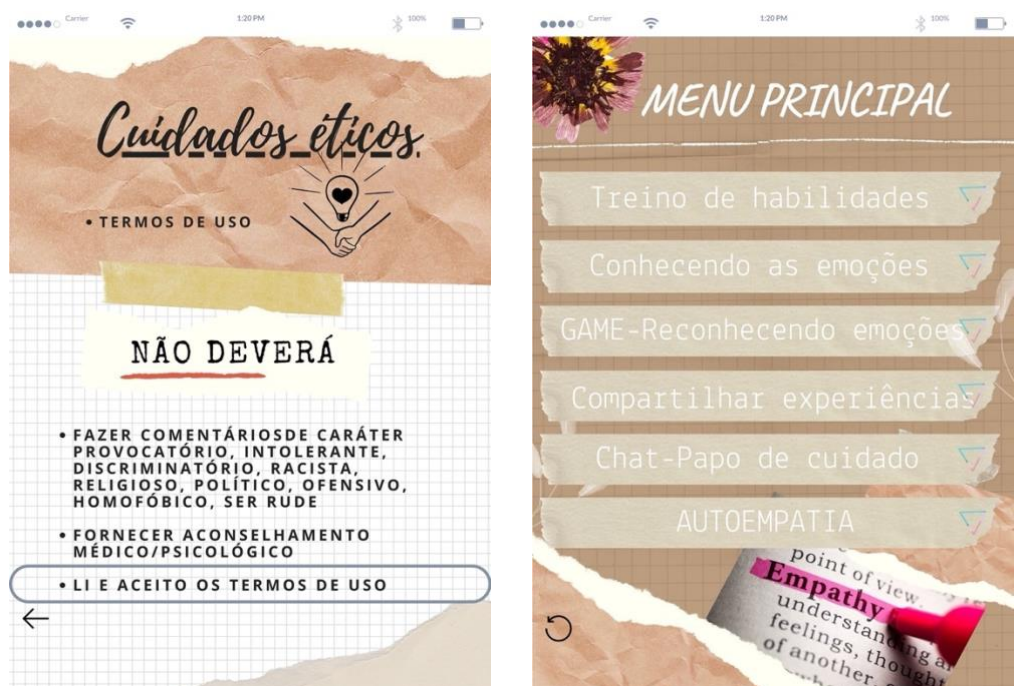 Carrier 1:20 PM 100%
Cuidados éticos.
• TERMOS DE USO
NÃO DEVERÁ
• FAZER COMENTÁRIOSDE CARÁTER
PROVOCATÓRIO, INTOLERANTE,
DISCRIMINATÓRIO, RACISTA,
RELIGIOSO, POLÍTICO, OFENSIVO,
HOMOFÓBICO, SER RUDE
• FORNECER ACONSELHAMENTO
MÉDICO/PSICOLÓGICO
• LI E ACEITO OS TERMOS DE USO
Carrier 1:20 PM 100%
MENU PRINCIPAL
Treino de habilidades
Conhecendo as emoções
GAME-Reconhecendo emoções
Compartilhar experiências
Chat-Papo de cuidado
AUTOEMPATIA
point of view.
Empathy
understanding
feelings, thought
of another,